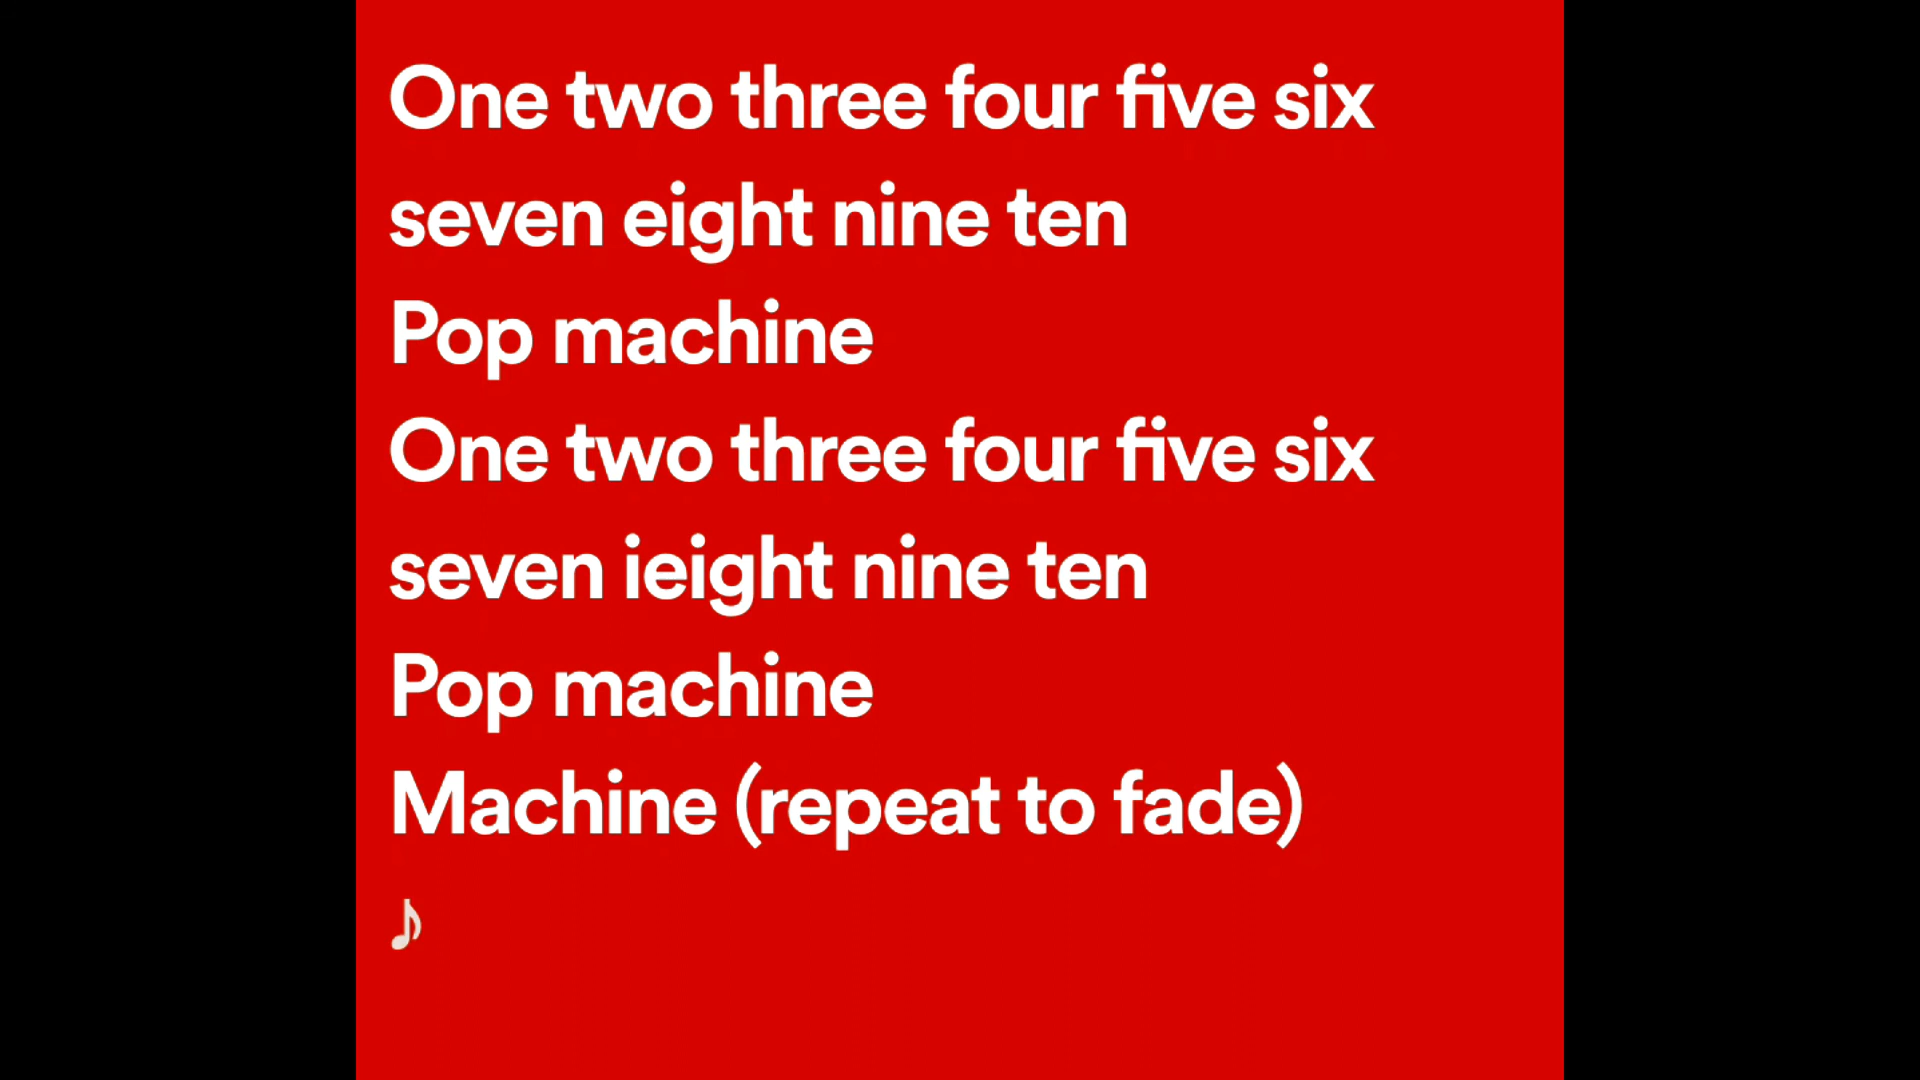 One two three four five six
seven eight nine ten
Pop machine
One two three four five six
seven ieight nine ten
Pop machine
Machine (repeat to fade)
♪